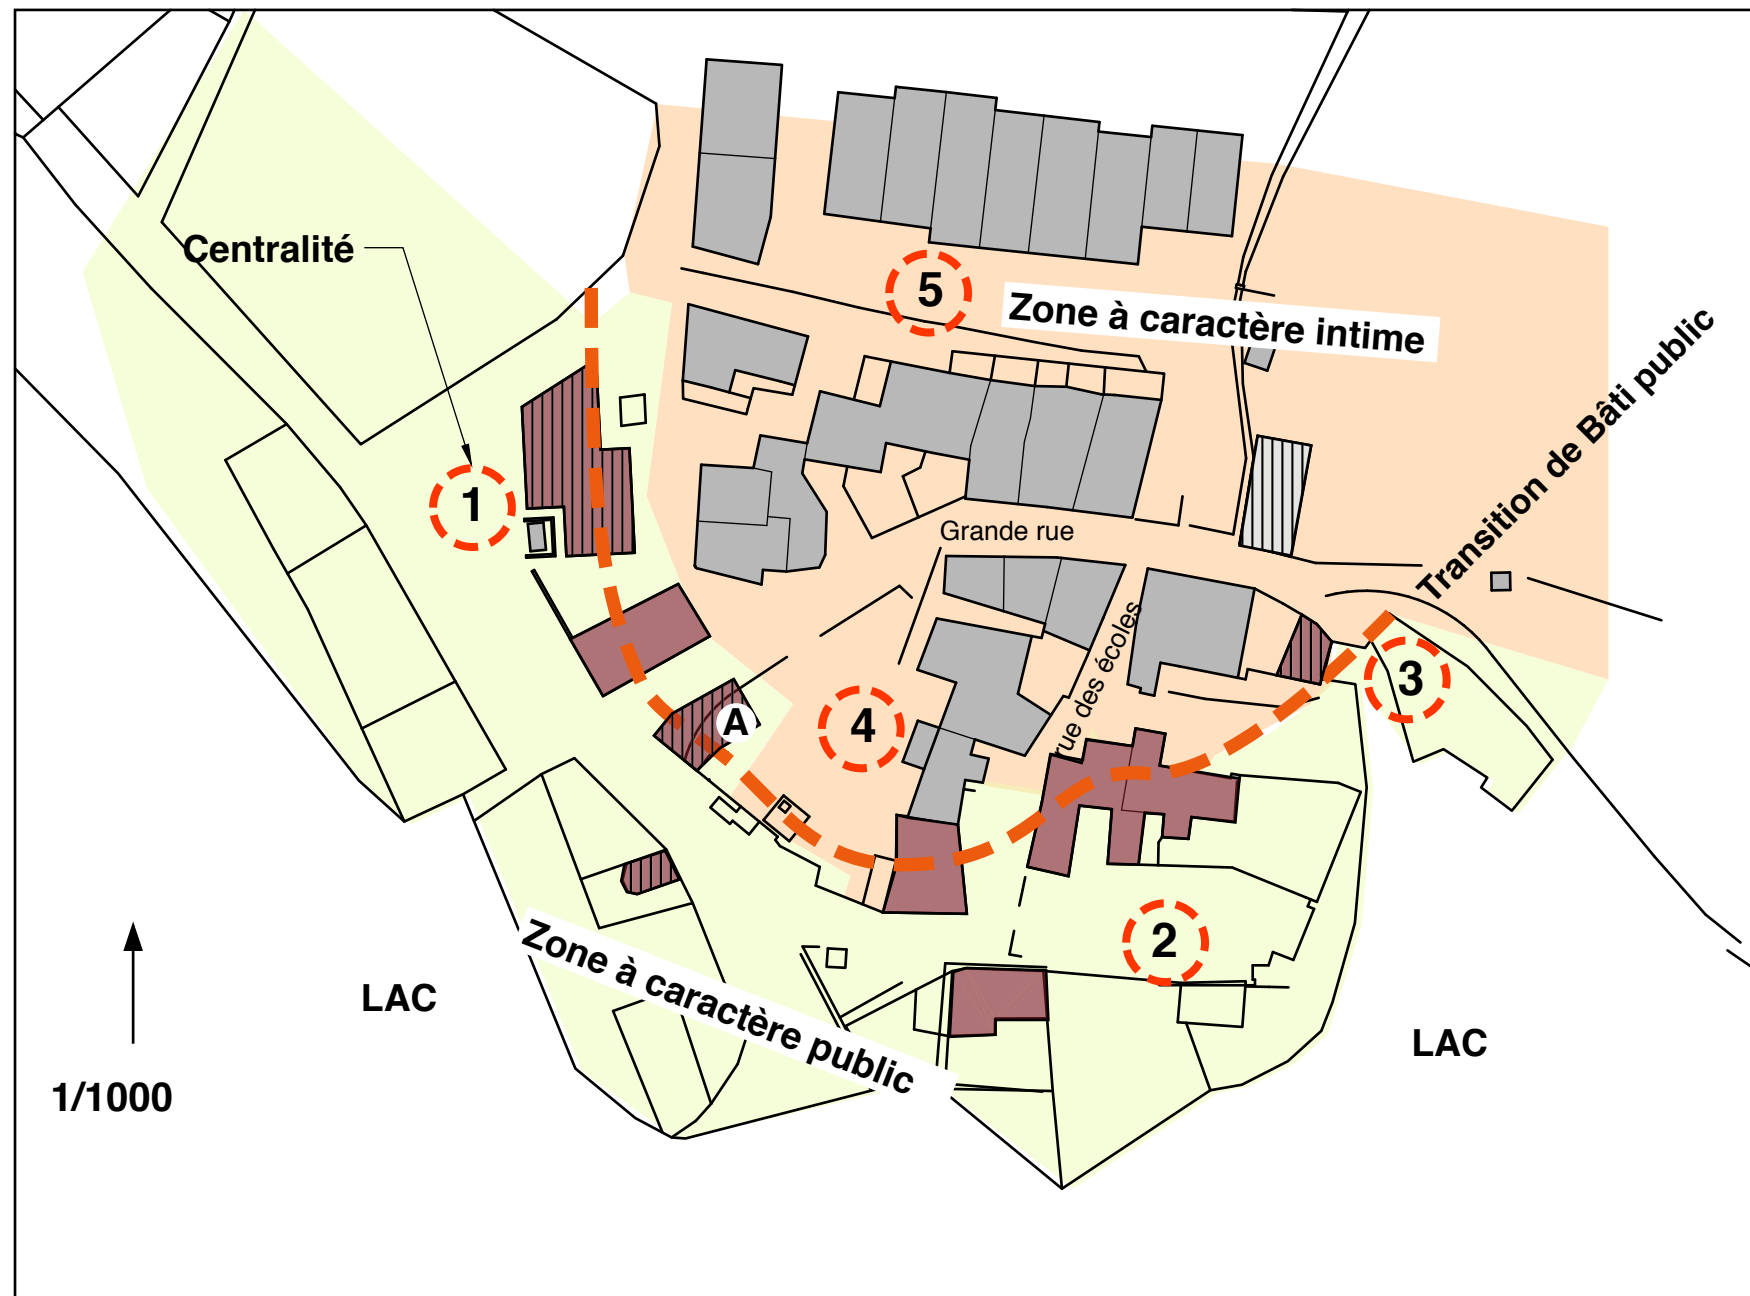 Centralité
5
Zone à caractère intime
Transition de Bâti public
1
Grande rue
rue des écoles
3
A
4
2
Zone à caractère public
LAC
LAC
1/1000